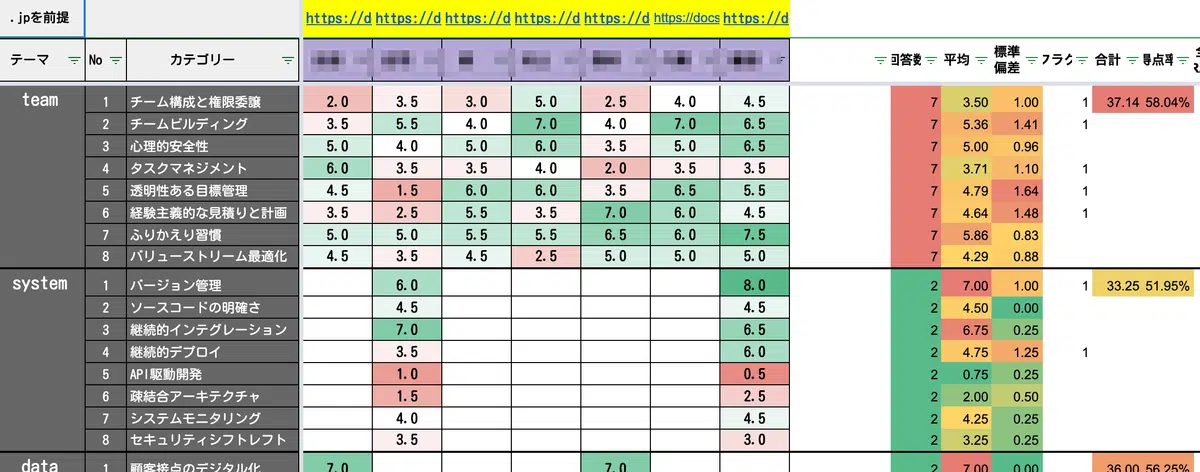 .jpを前提 https://d https://d https://d https://d https://d https://docs https://d
テーマ No カテゴリー 回答数 平均 標準偏差 フラグ 合計
team 1 チーム構成と権限委譲 2.0 3.5 3.0 5.0 2.5 4.0 4.5 7 3.50 1.00 1 37.14 58.04%
2 チームビルディング 3.5 5.5 4.0 7.0 4.0 7.0 6.5 7 5.36 1.41 1
3 心理的安全性 5.0 4.0 5.0 6.0 3.5 5.0 6.5 7 5.00 0.96
4 タスクマネジメント 6.0 3.5 3.5 4.0 2.0 3.5 3.5 7 3.71 1.10 1
5 透明性ある目標管理 4.5 1.5 6.0 6.0 3.5 6.5 5.5 7 4.79 1.64 1
6 経験主義的な見積りと計画 3.5 2.5 5.5 3.5 7.0 6.0 4.5 7 4.64 1.48 1
7 ふりかえり習慣 5.0 5.0 5.5 5.5 6.5 6.0 7.5 7 5.86 0.83
8 バリューストリーム最適化 4.5 3.5 4.5 2.5 5.0 5.0 5.0 7 4.29 0.88
system 1 バージョン管理 6.0 8.0 2 7.00 1.00 1 33.25 51.95%
2 ソースコードの明確さ 4.5 4.5 2 4.50 0.00
3 継続的インテグレーション 7.0 6.5 2 6.75 0.25
4 継続的デプロイ 3.5 6.0 2 4.75 1.25 1
5 API駆動開発 1.0 0.5 2 0.75 0.25
6 疎結合アーキテクチャ 1.5 2.5 2 2.00 0.50
7 システムモニタリング 4.0 4.5 2 4.25 0.25
8 セキュリティシフトレフト 3.5 3.0 2 3.25 0.25
data 1 顧客接点のデジタル化 7.0 7.0 2 7.00 0.00 36.00 56.25%